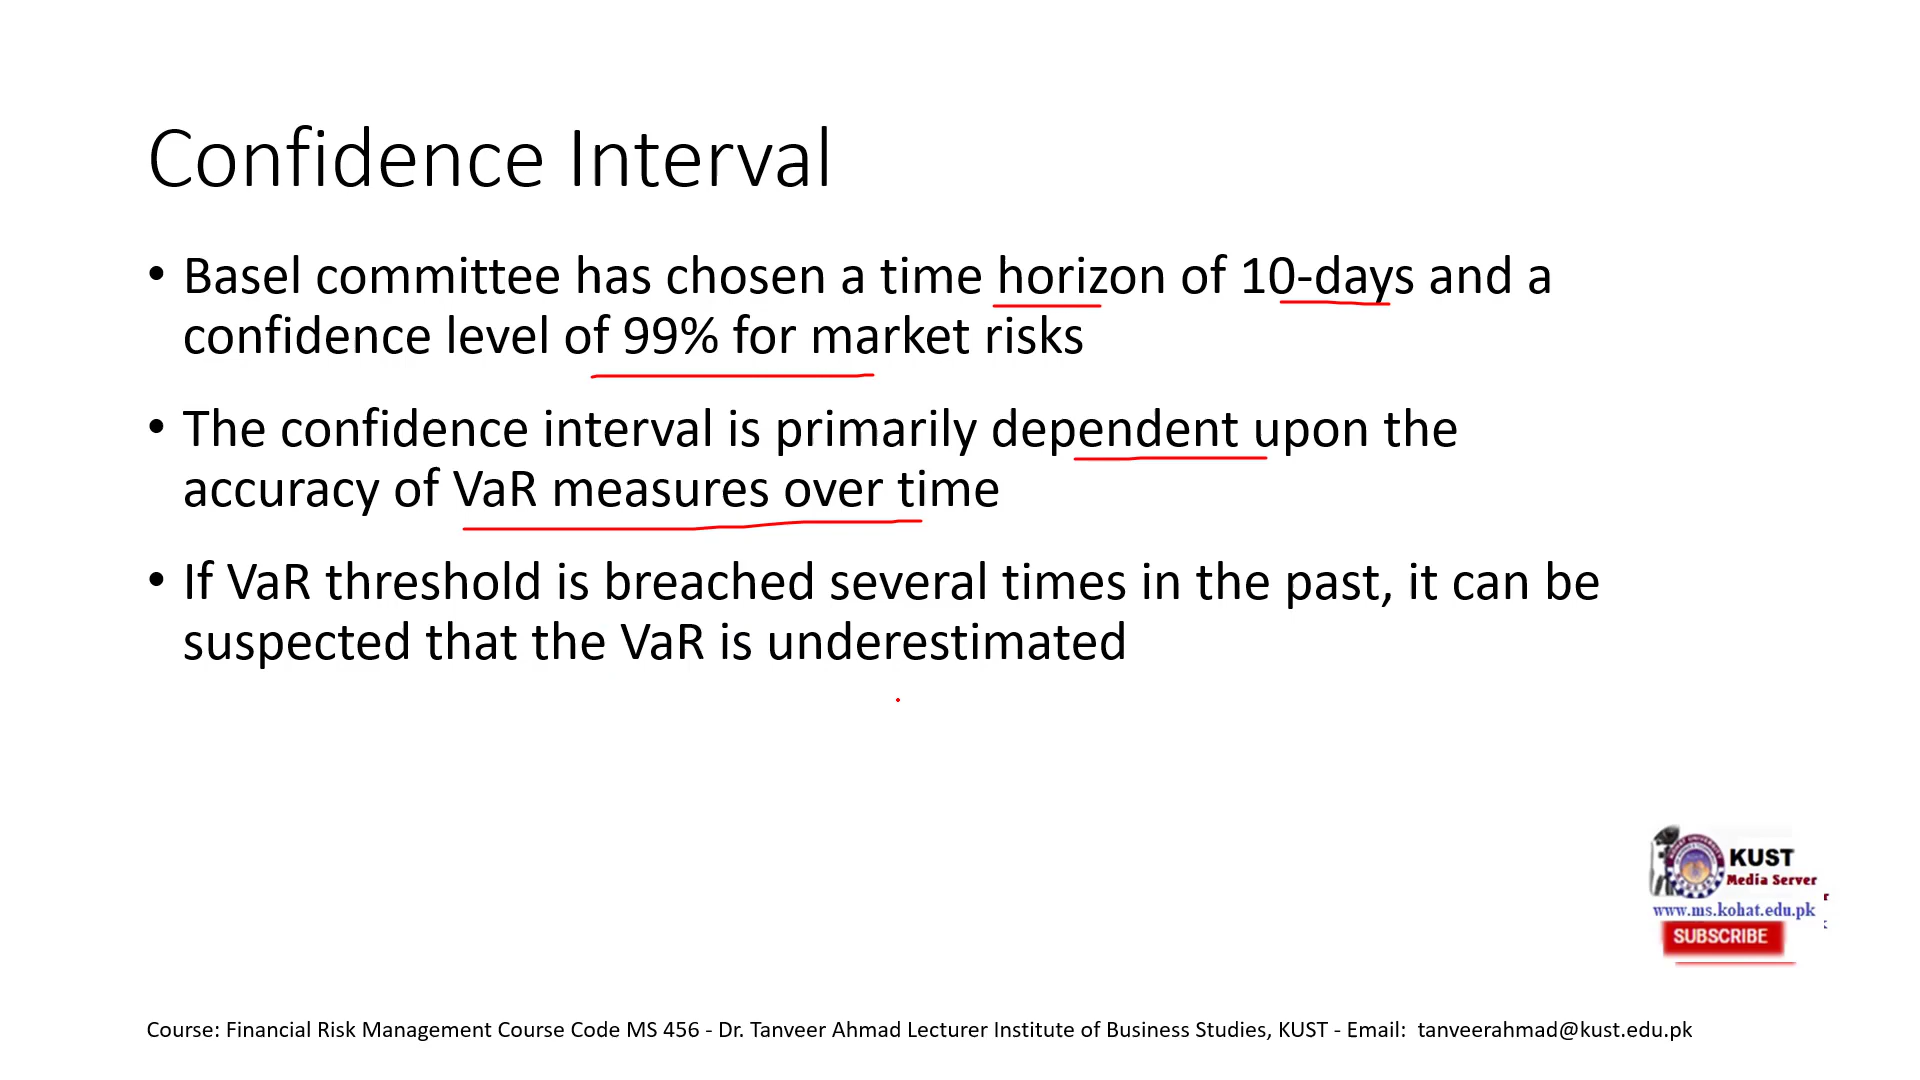 Confidence Interval
• Basel committee has chosen a time horizon of 10-days and a
confidence level of 99% for market risks
• The confidence interval is primarily dependent upon the
accuracy of VaR measures over time
• If VaR threshold is breached several times in the past, it can be
suspected that the VaR is underestimated
KUST
Media Server
www.ms.kohat.edu.pk
SUBSCRIBE
Course: Financial Risk Management Course Code MS 456 - Dr. Tanveer Ahmad Lecturer Institute of Business Studies, KUST - Email:  tanveerahmad@kust.edu.pk